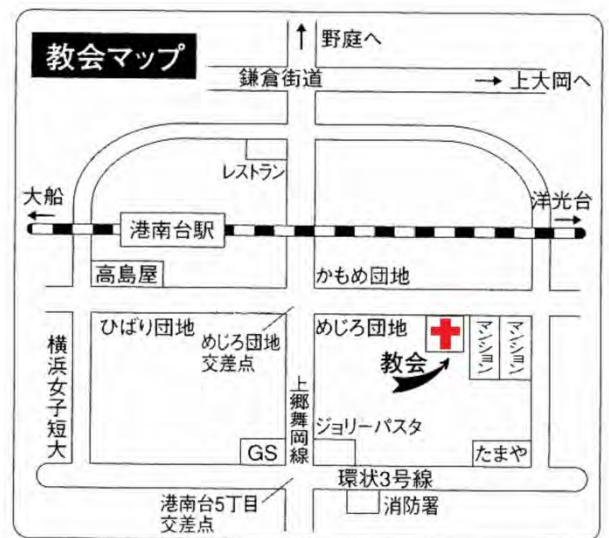 教会マップ
野庭へ
鎌倉街道
上大岡へ
レストラン
大船
洋光台
港南台駅
高島屋
かもめ団地
ひばり団地
めじろ団地
交差点
めじろ団地
マンション
マンション
教会
横浜女子短大
上郷舞岡線
ジョリーパスタ
GS
たまや
環状3号線
港南台5丁目
交差点
消防署